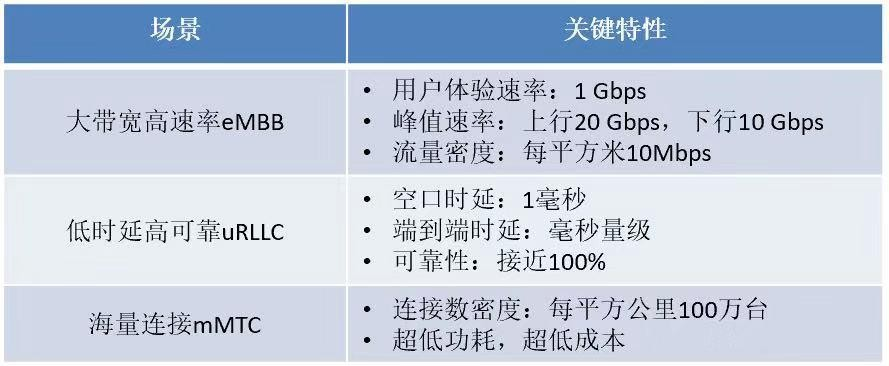 场景
关键特性
大带宽高速率eMBB
• 用户体验速率：1 Gbps
• 峰值速率：上行20 Gbps，下行10 Gbps
• 流量密度：每平方米10Mbps
低时延高可靠uRLLC
• 空口时延：1毫秒
• 端到端时延：毫秒量级
• 可靠性：接近100%
海量连接mMTC
• 连接数密度：每平方公里100万台
• 超低功耗，超低成本